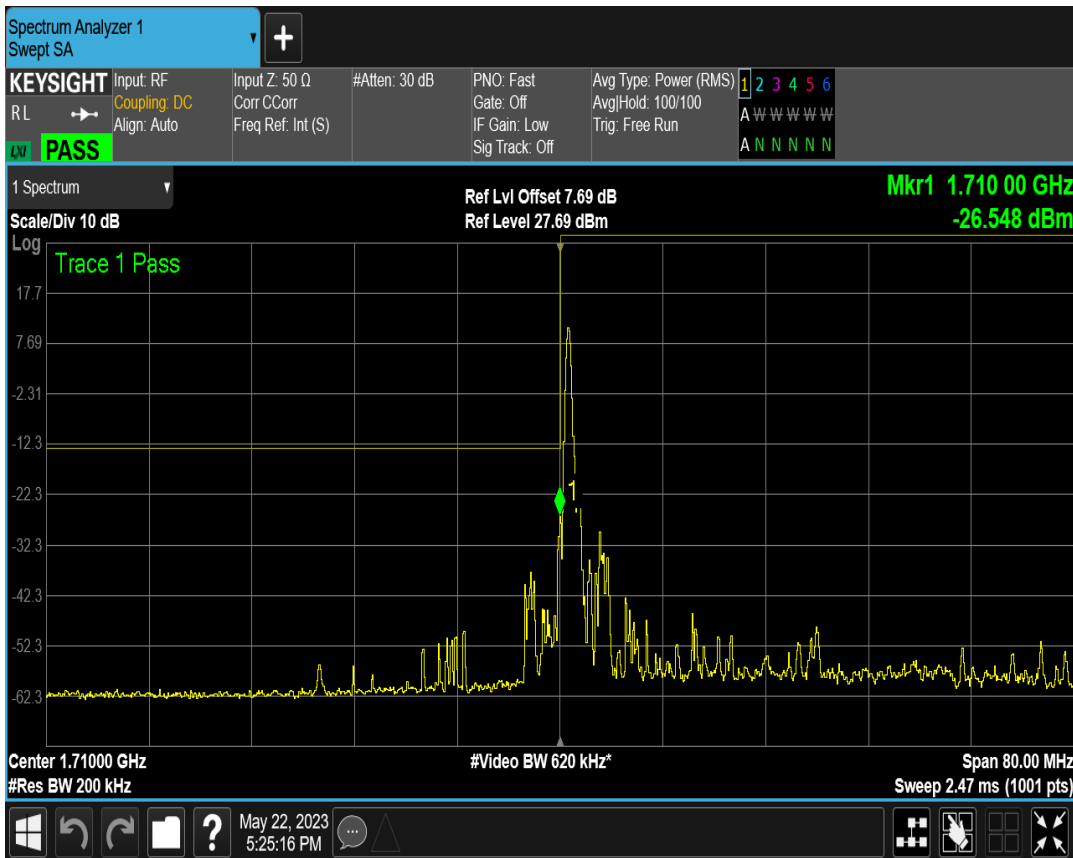 Spectrum Analyzer 1
Swept SA
+
KEYSIGHT
RL
LXI PASS
Input: RF
Coupling: DC
Align: Auto
Input Z: 50 Ω
Corr CCorr
Freq Ref: Int (S)
#Atten: 30 dB
PNO: Fast
Gate: Off
IF Gain: Low
Sig Track: Off
Avg Type: Power (RMS)
Avg|Hold: 100/100
Trig: Free Run
1 2 3 4 5 6
A W W W W W
A N N N N N
1 Spectrum
Scale/Div 10 dB
Ref Lvl Offset 7.69 dB
Ref Level 27.69 dBm
Mkr1 1.710 00 GHz
-26.548 dBm
Log
Trace 1 Pass
17.7
7.69
-2.31
-12.3
-22.3
-32.3
-42.3
-52.3
-62.3
Center 1.71000 GHz
#Res BW 200 kHz
#Video BW 620 kHz*
Span 80.00 MHz
Sweep 2.47 ms (1001 pts)
?
May 22, 2023
5:25:16 PM